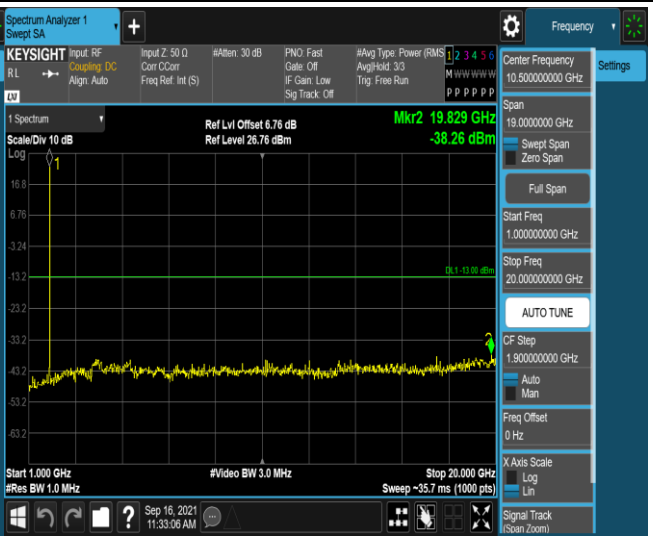 Spectrum Analyzer 1
Swept SA
Frequency
KEYSIGHT
Input: RF
Coupling: DC
Align: Auto
Input Z: 50 Ω
Corr CCorr
Freq Ref: Int (S)
#Atten: 30 dB
PNO: Fast
Gate: Off
IF Gain: Low
Sig Track: Off
#Avg Type: Power (RMS
Avg|Hold: 3/3
Trig: Free Run
1 2 3 4 5 6
M W W W W W
P P P P P P
R L
LXI
1 Spectrum
Scale/Div 10 dB
Log
Ref Lvl Offset 6.76 dB
Ref Level 26.76 dBm
Mkr2 19.829 GHz
-38.26 dBm
1
16.8
6.76
-3.24
-13.2
-23.2
-33.2
-43.2
-53.2
-63.2
DL1 -13.00 dBm
2
Start 1.000 GHz
#Res BW 1.0 MHz
#Video BW 3.0 MHz
Stop 20.000 GHz
Sweep ~35.7 ms (1000 pts)
?
Sep 16, 2021
11:33:06 AM
Center Frequency
10.500000000 GHz
Settings
Span
19.0000000 GHz
Swept Span
Zero Span
Full Span
Start Freq
1.000000000 GHz
Stop Freq
20.000000000 GHz
AUTO TUNE
CF Step
1.900000000 GHz
Auto
Man
Freq Offset
0 Hz
X Axis Scale
Log
Lin
Signal Track
(Span Zoom)